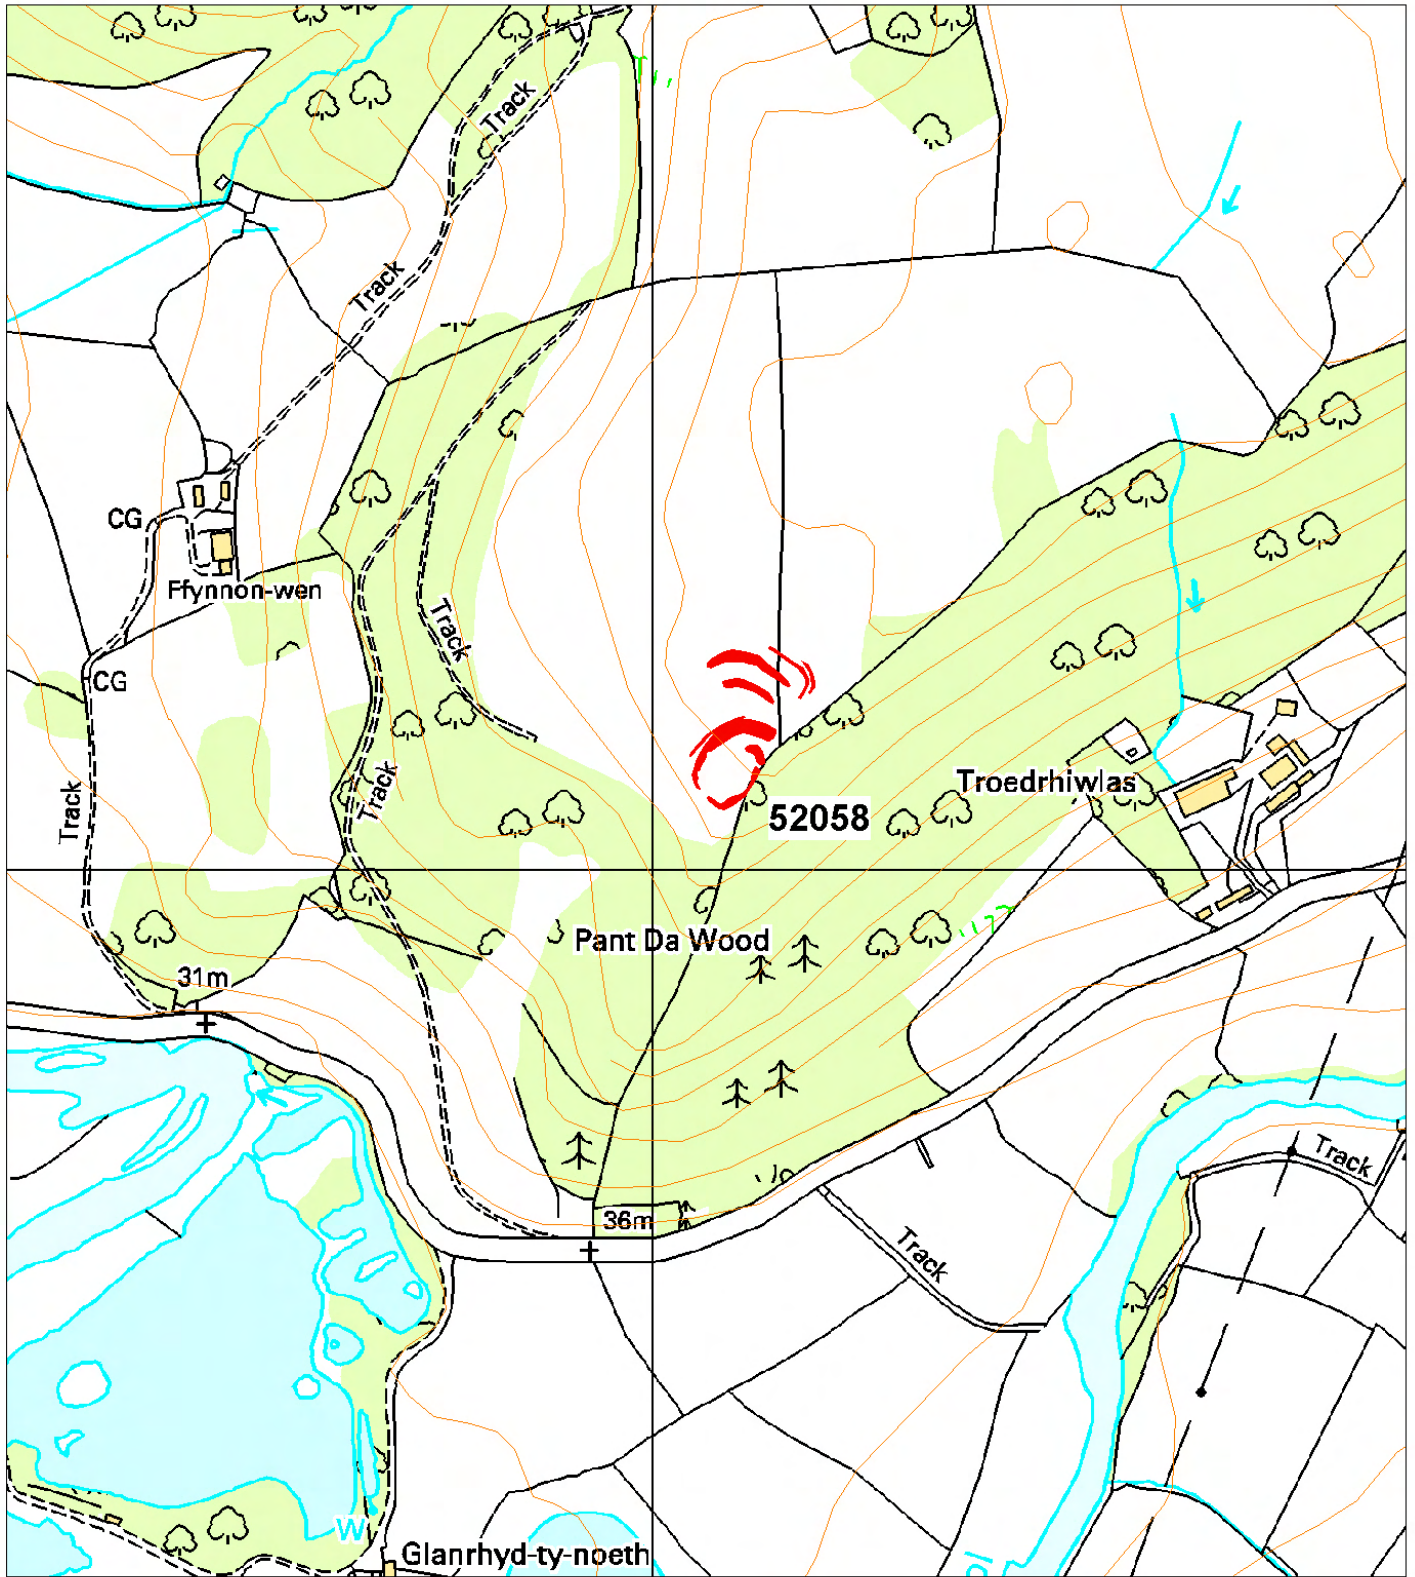 Track
Track
CG
Ffynnon-wen
Track
CG
Troedrhiwlas
Track
Track
52058
Pant Da Wood
31m
Track
36m
Track
W
Glanrhyd-ty-noeth